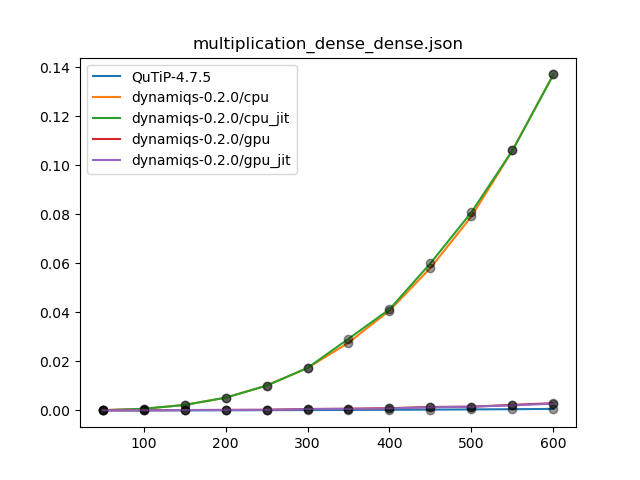 multiplication_dense_dense.json
0.14
0.12
0.10
0.08
0.06
0.04
0.02
0.00
QuTiP-4.7.5
dynamiqs-0.2.0/cpu
dynamiqs-0.2.0/cpu_jit
dynamiqs-0.2.0/gpu
dynamiqs-0.2.0/gpu_jit
100 200 300 400 500 600